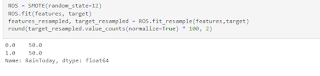 ROS = SMOTE(random_state=12)
ROS.fit(features, target)
features_resampled, target_resampled = ROS.fit_resample(features,target)
round(target_resampled.value_counts(normalize=True) * 100, 2)
0.0    50.0
1.0    50.0
Name: RainToday, dtype: float64